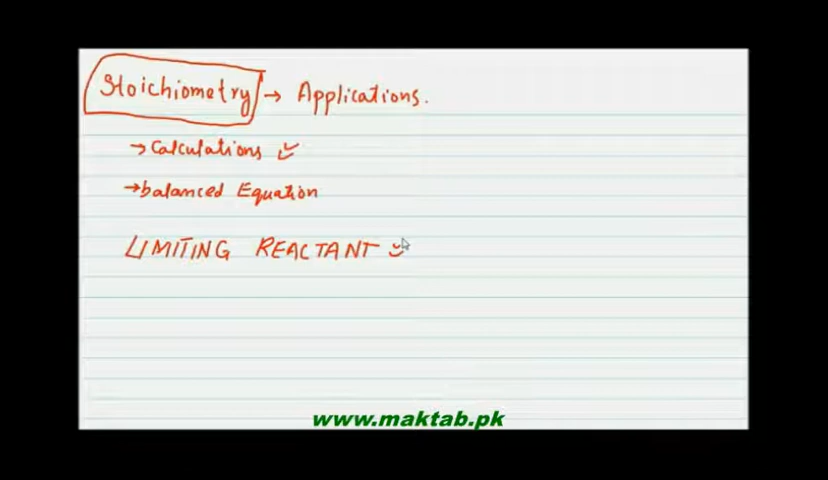 Stoichiometry → Applications.
→ Calculations
→ balanced Equation
LIMITING REACTANT
www.maktab.pk